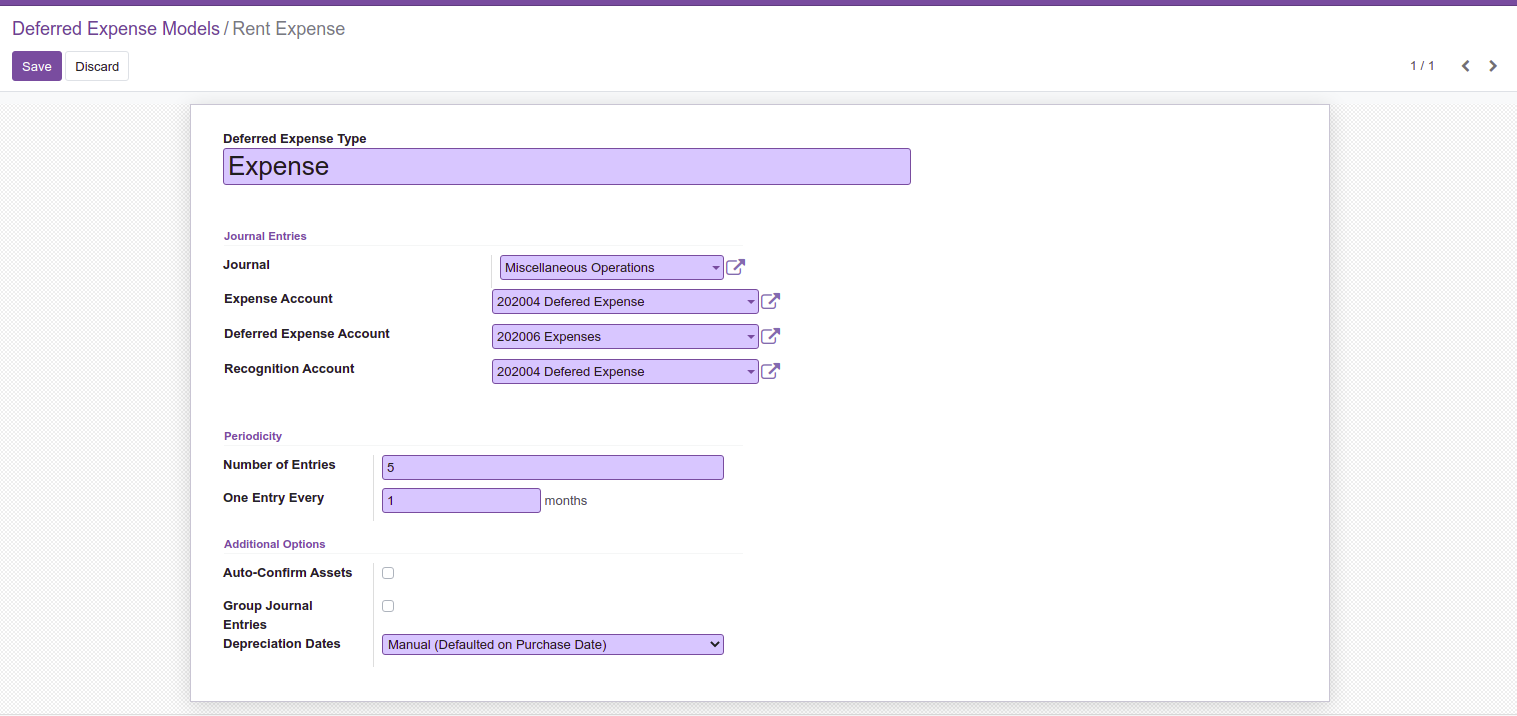 Deferred Expense Models / Rent Expense
Save Discard
1 / 1
Deferred Expense Type
Expense
Journal Entries
Journal Miscellaneous Operations
Expense Account 202004 Defered Expense
Deferred Expense Account 202006 Expenses
Recognition Account 202004 Defered Expense
Periodicity
Number of Entries 5
One Entry Every 1 months
Additional Options
Auto-Confirm Assets
Group Journal
Entries
Depreciation Dates Manual (Defaulted on Purchase Date)